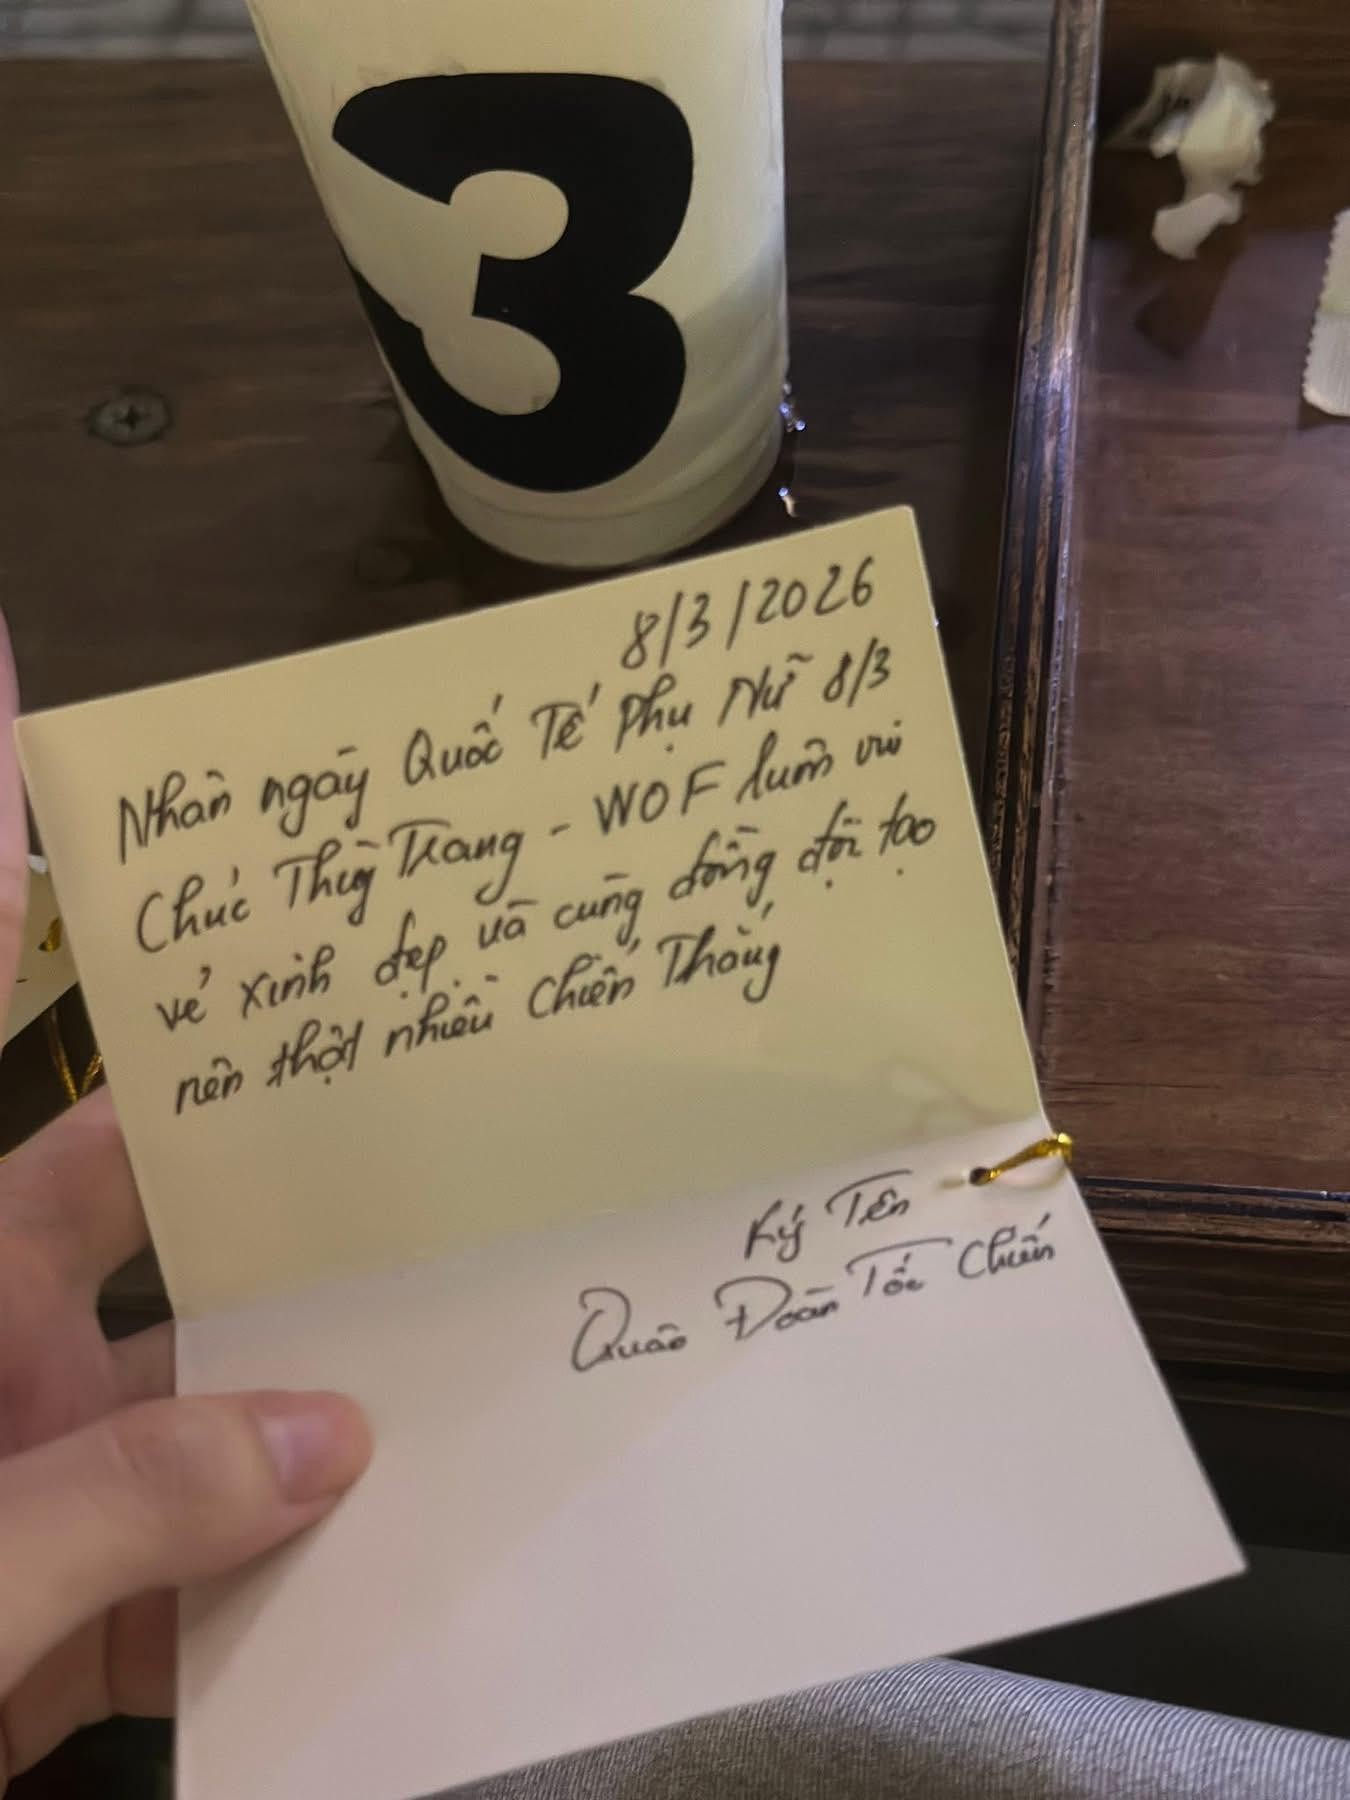 3
8/3/2026
Nhân ngày Quốc Tế Phụ Nữ 8/3
Chúc Thùy Trang - WOF luôn vui
vẻ xinh đẹp và cùng đồng đội tạo
nên thật nhiều Chiến Thắng
Ký Tên
Quân Đoàn Tốc Chiến